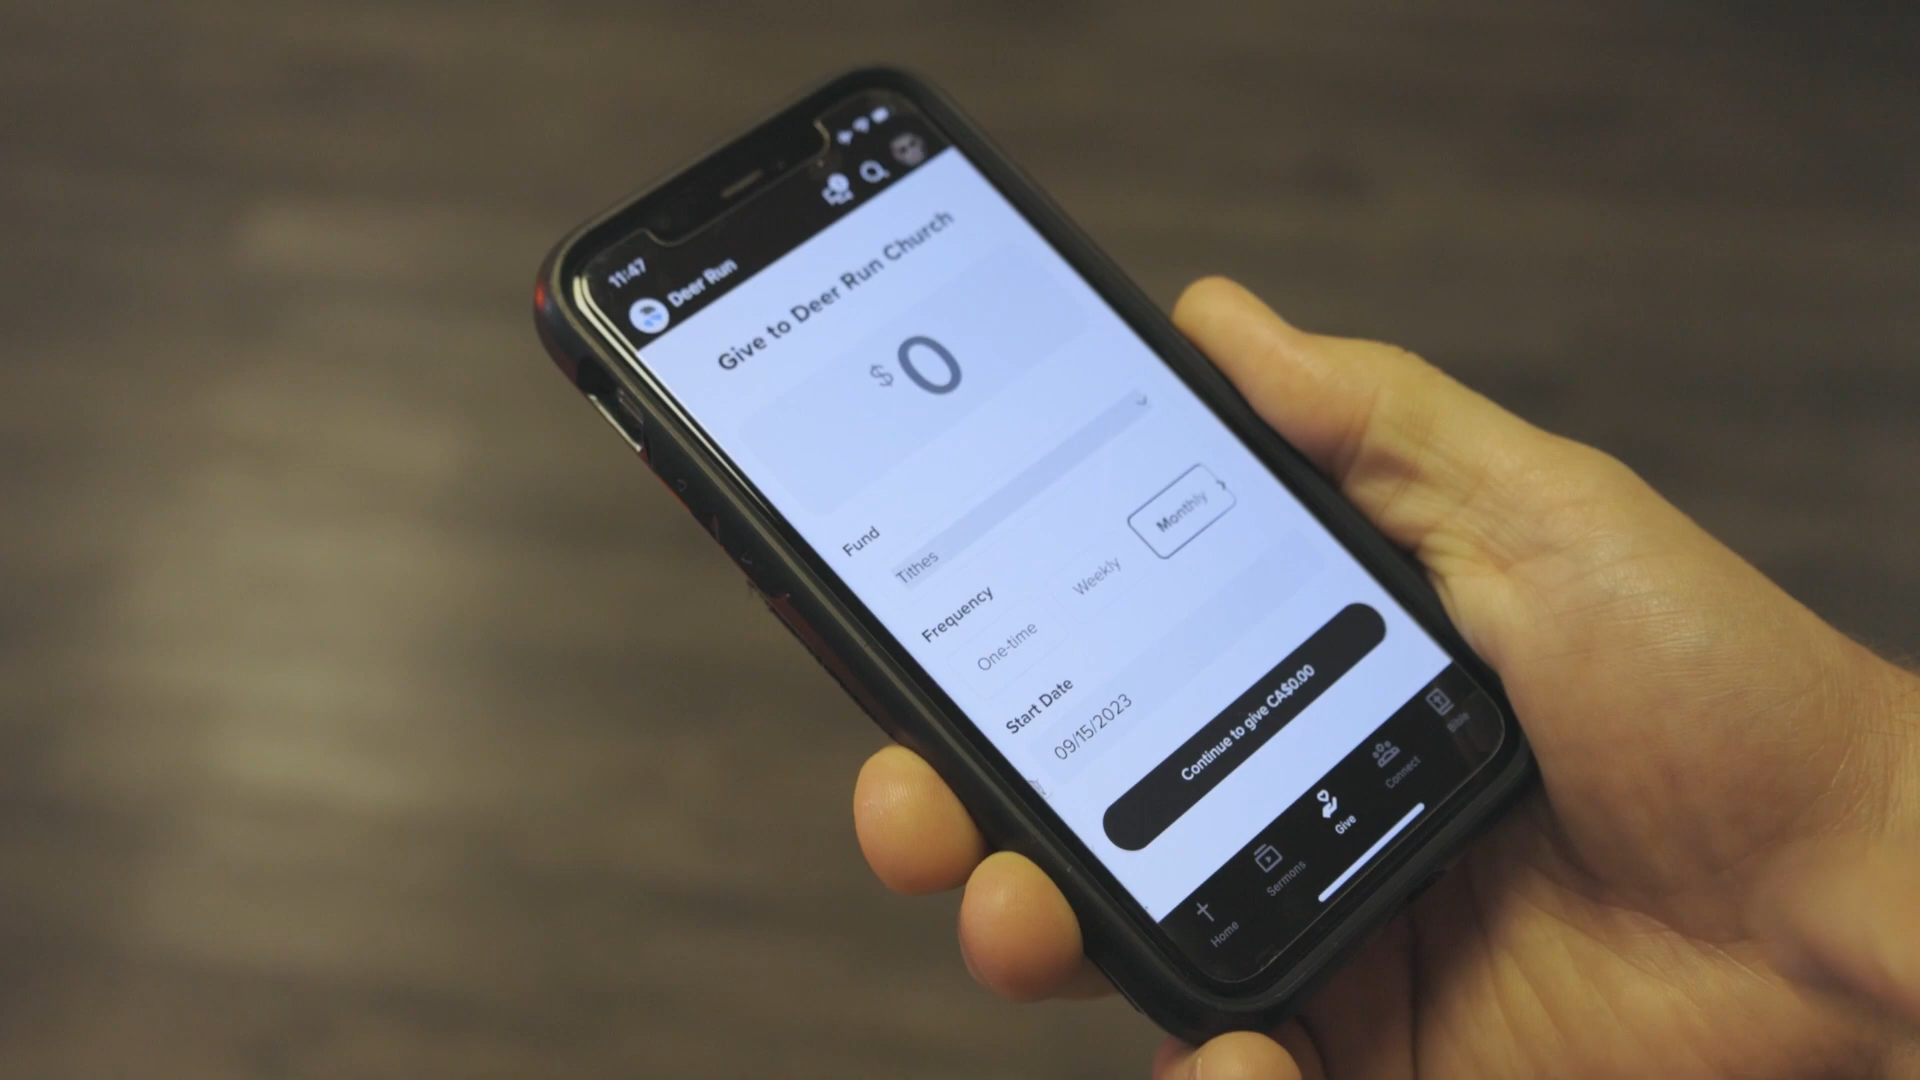 11:47
Deer Run
Give to Deer Run Church
$0
Fund
Tithes
Frequency
One-time
Weekly
Monthly
Start Date
09/15/2023
Continue to give CA$0.00
Home
Sermons
Give
Connect
Bible